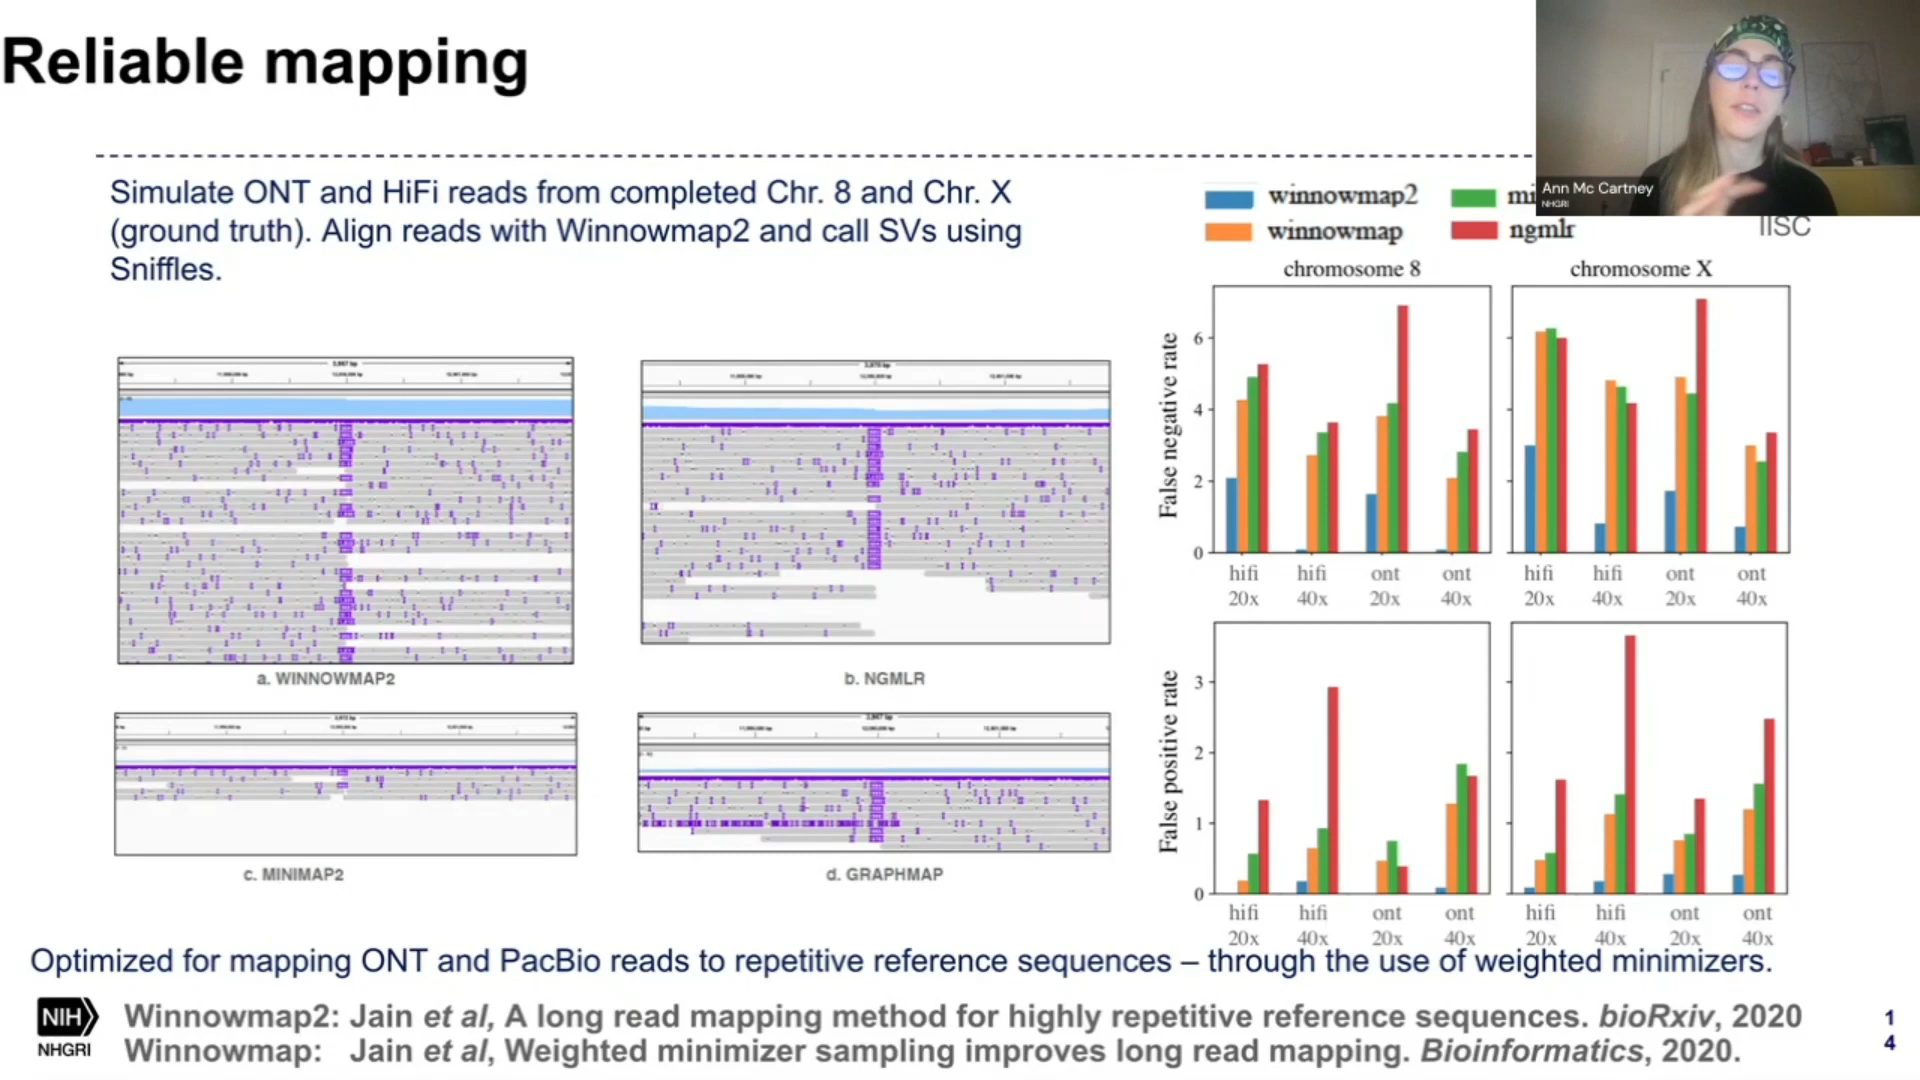 Reliable mapping
Ann Mc Cartney
NHGRI
IISC
Simulate ONT and HiFi reads from completed Chr. 8 and Chr. X
(ground truth). Align reads with Winnowmap2 and call SVs using
Sniffles.
a. WINNOWMAP2
b. NGMLR
c. MINIMAP2
d. GRAPHMAP
winnowmap2
winnowmap
ngmlr
chromosome 8
chromosome X
False negative rate
6
4
2
0
hifi hifi ont ont
20x 40x 20x 40x
hifi hifi ont ont
20x 40x 20x 40x
False positive rate
3
2
1
0
hifi hifi ont ont
20x 40x 20x 40x
hifi hifi ont ont
20x 40x 20x 40x
Optimized for mapping ONT and PacBio reads to repetitive reference sequences – through the use of weighted minimizers.
NIH
NHGRI
Winnowmap2: Jain et al, A long read mapping method for highly repetitive reference sequences. bioRxiv, 2020
Winnowmap: Jain et al, Weighted minimizer sampling improves long read mapping. Bioinformatics, 2020.
1
4